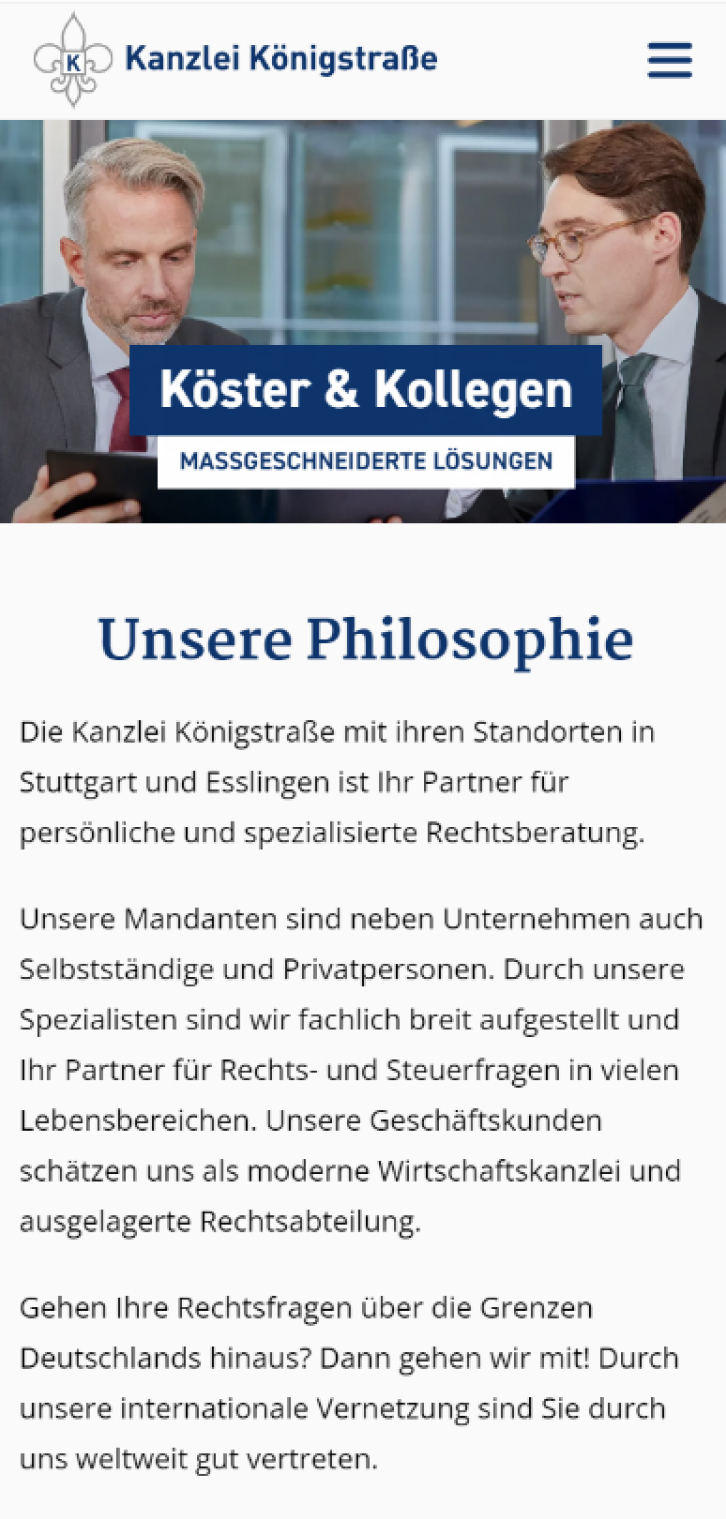 K
Kanzlei Königstraße
Köster & Kollegen
MASSGESCHNEIDERTE LÖSUNGEN
Unsere Philosophie
Die Kanzlei Königstraße mit ihren Standorten in
Stuttgart und Esslingen ist Ihr Partner für
persönliche und spezialisierte Rechtsberatung.
Unsere Mandanten sind neben Unternehmen auch
Selbstständige und Privatpersonen. Durch unsere
Spezialisten sind wir fachlich breit aufgestellt und
Ihr Partner für Rechts- und Steuerfragen in vielen
Lebensbereichen. Unsere Geschäftskunden
schätzen uns als moderne Wirtschaftskanzlei und
ausgelagerte Rechtsabteilung.
Gehen Ihre Rechtsfragen über die Grenzen
Deutschlands hinaus? Dann gehen wir mit! Durch
unsere internationale Vernetzung sind Sie durch
uns weltweit gut vertreten.